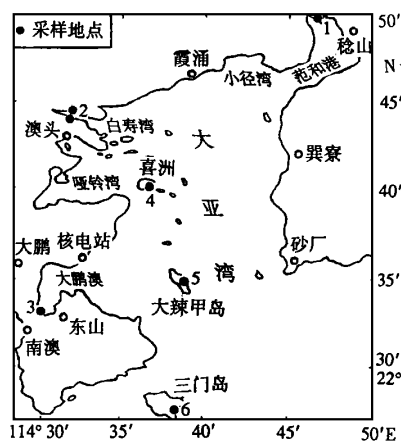 采样地点
50′
1
稔山
N
霞涌
小径湾
范和港
45′
2
澳头
白寿湾
大
喜洲
巽寮
哑铃湾
4
亚
40′
大鹏
核电站
砂厂
大鹏澳
5
湾
35′
大辣甲岛
3
东山
南澳
30′
三门岛
22°
6
114°30′
35′
40′
45′
50′E